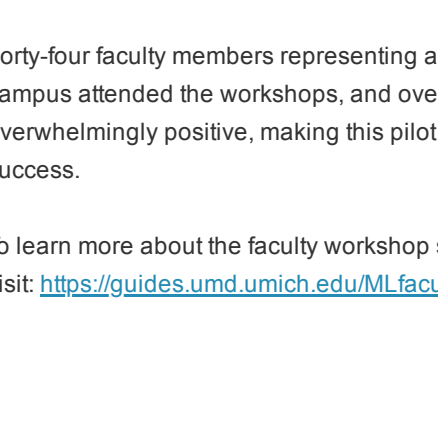 orty-four faculty members representing a
ampus attended the workshops, and ove
verwhelmingly positive, making this pilot
uccess.
o learn more about the faculty workshop s
isit: https://guides.umd.umich.edu/MLfacu